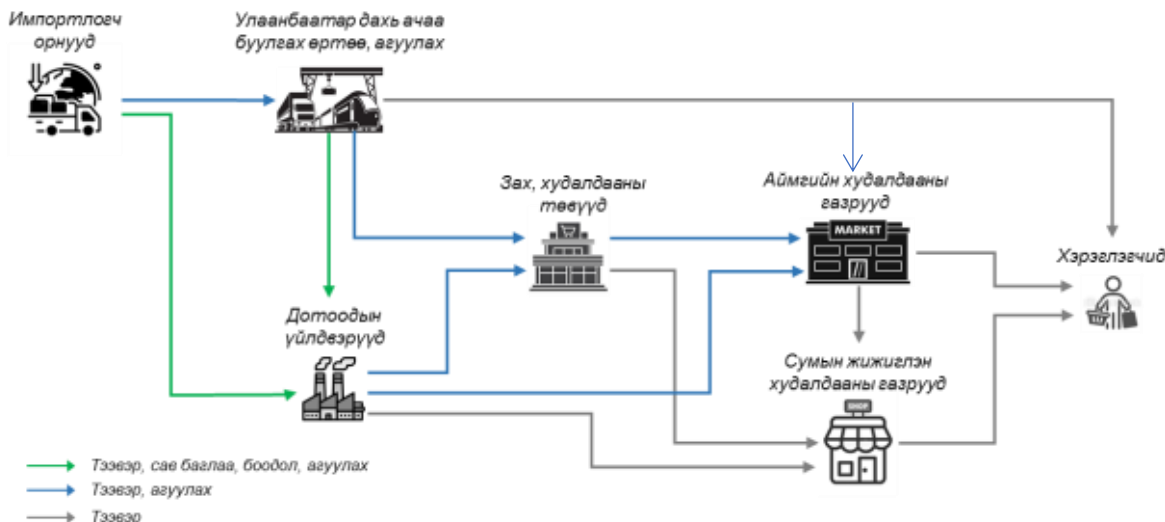 Импортлогч
орнууд
Улаанбаатар дахь ачаа
буулгах өртөө, агуулах
Зах, худалдааны
төвүүд
Аймгийн худалдааны
газрууд
MARKET
Хэрэглэгчид
Дотоодын
үйлдвэрүүд
Сумын жижиглэн
худалдааны газрууд
SHOP
Тээвэр, сав баглаа, боодол, агуулах
Тээвэр, агуулах
Тээвэр